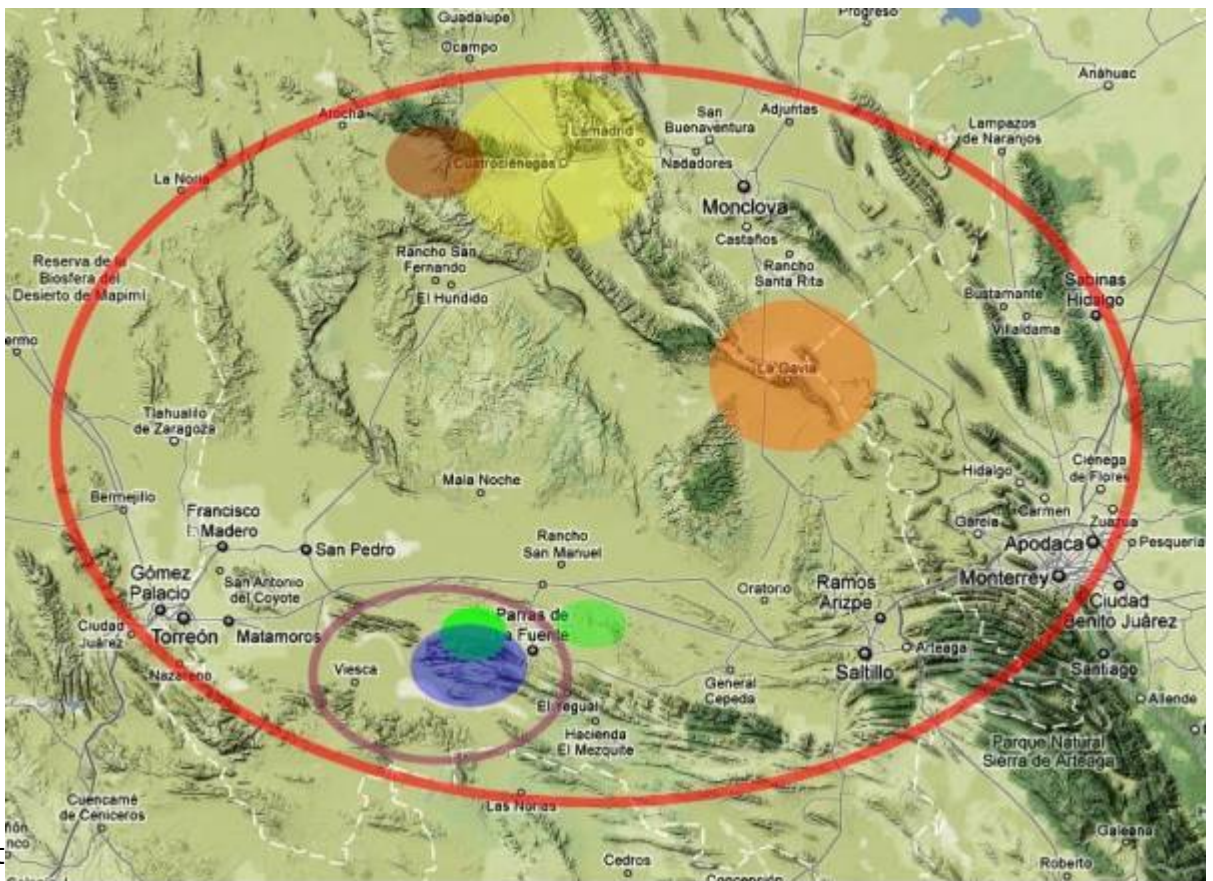 Progreso
Guadalupe
Ocampo
Anáhuac
Arocha
San
Buenaventura
Adjuntas
Lamadrid
Lampazos
de Naranjos
Cuatrociénegas
Nadadores
La Noria
Monclova
Castaños
Rancho San
Fernando
Rancho
Santa Rita
Reserva de la
Biosfera del
Desierto de Mapimí
El Hundido
Sabinas
Hidalgo
Bustamante
Villaldama
ermo
La Gavia
Tlahualilo
de Zaragoza
Mala Noche
Hidalgo
Ciénega
de Flores
Bermejillo
Carmen
Francisco
I. Madero
García
Zuazua
Rancho
San Manuel
Apodaca
Pesquería
San Pedro
Gómez
Palacio
San Antonio
del Coyote
Oratorio
Ramos
Arizpe
Monterrey
Ciudad
Benito Juárez
Ciudad
Juárez
Torreón
Matamoros
Parras de
la Fuente
Arteaga
Saltillo
Santiago
Nazareno
Viesca
General
Cepeda
Allende
El Yegual
Hacienda
El Mezquite
Parque Natural
Sierra de Arteaga
Cuencamé
de Ceniceros
Las Norias
Galeana
Cedros
Roberto
Concepción